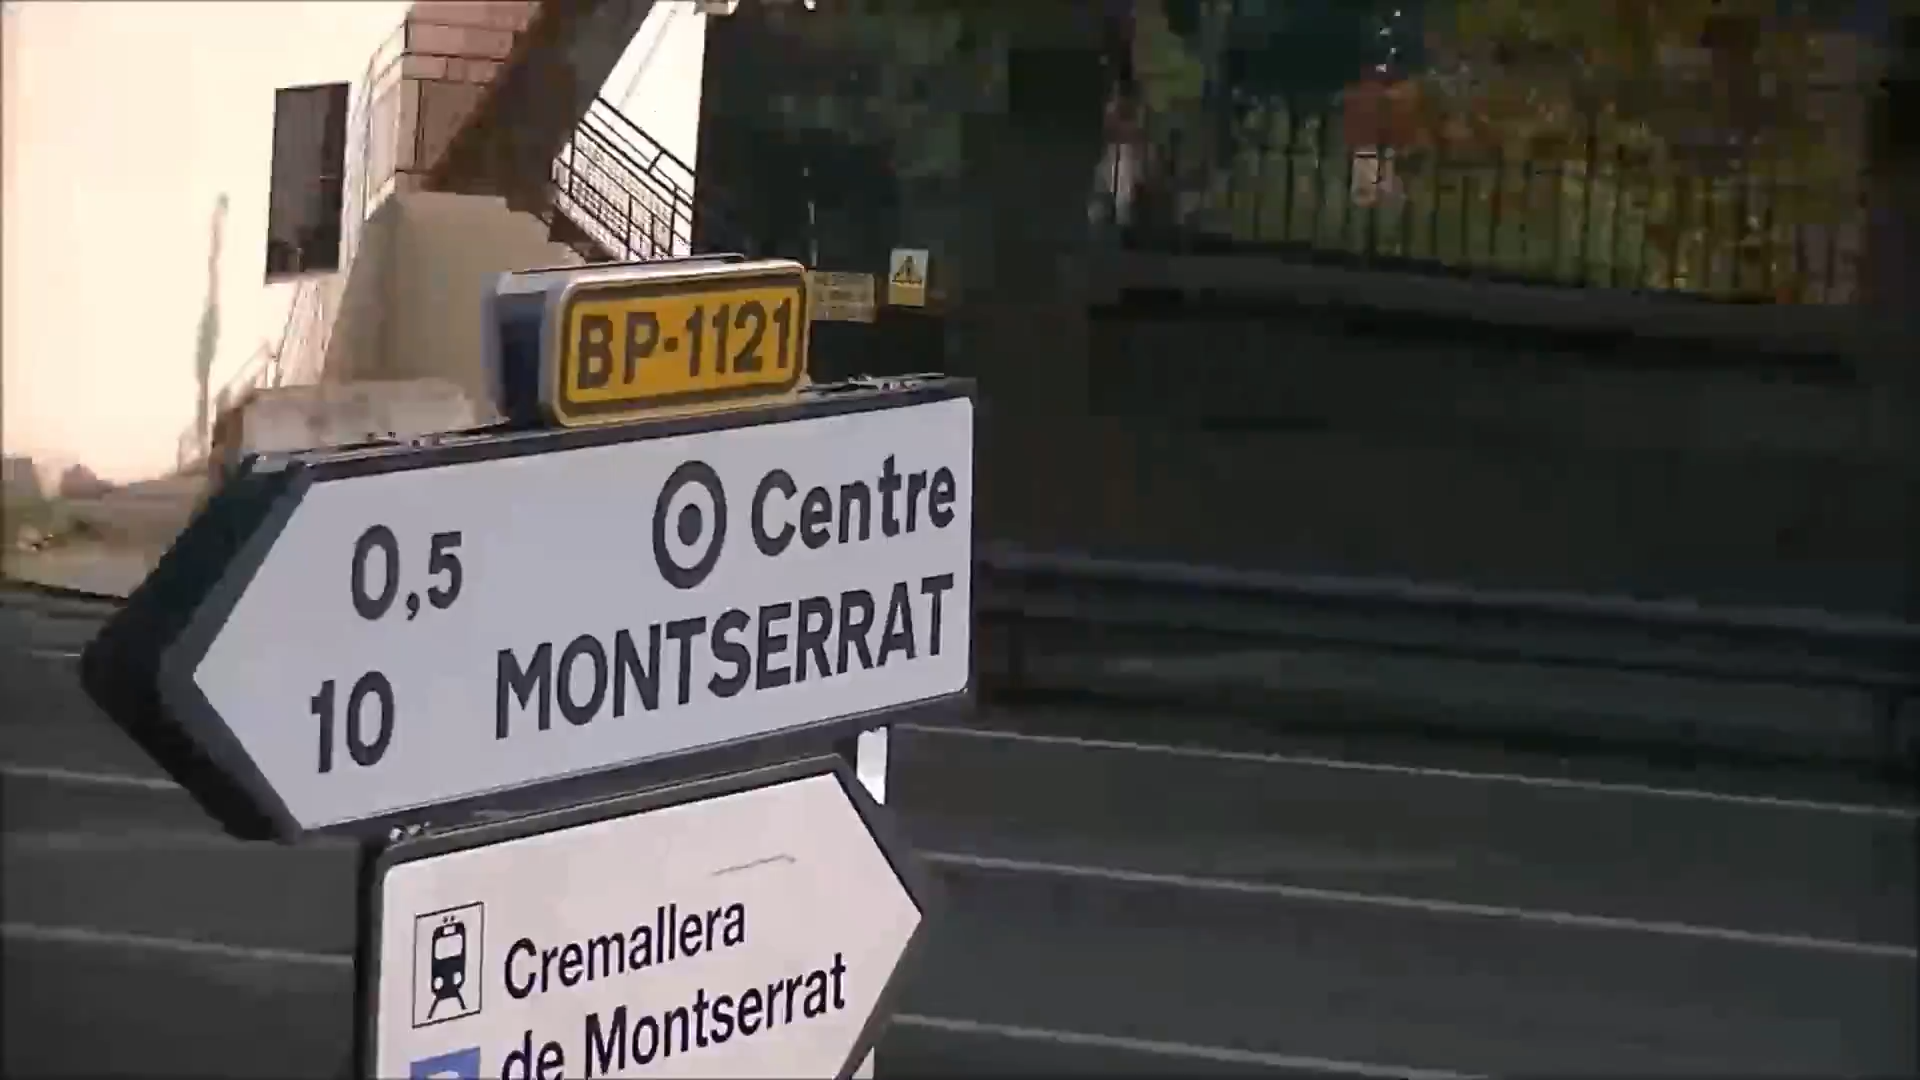 BP-1121
0,5 Centre
10 MONTSERRAT
Cremallera
de Montserrat